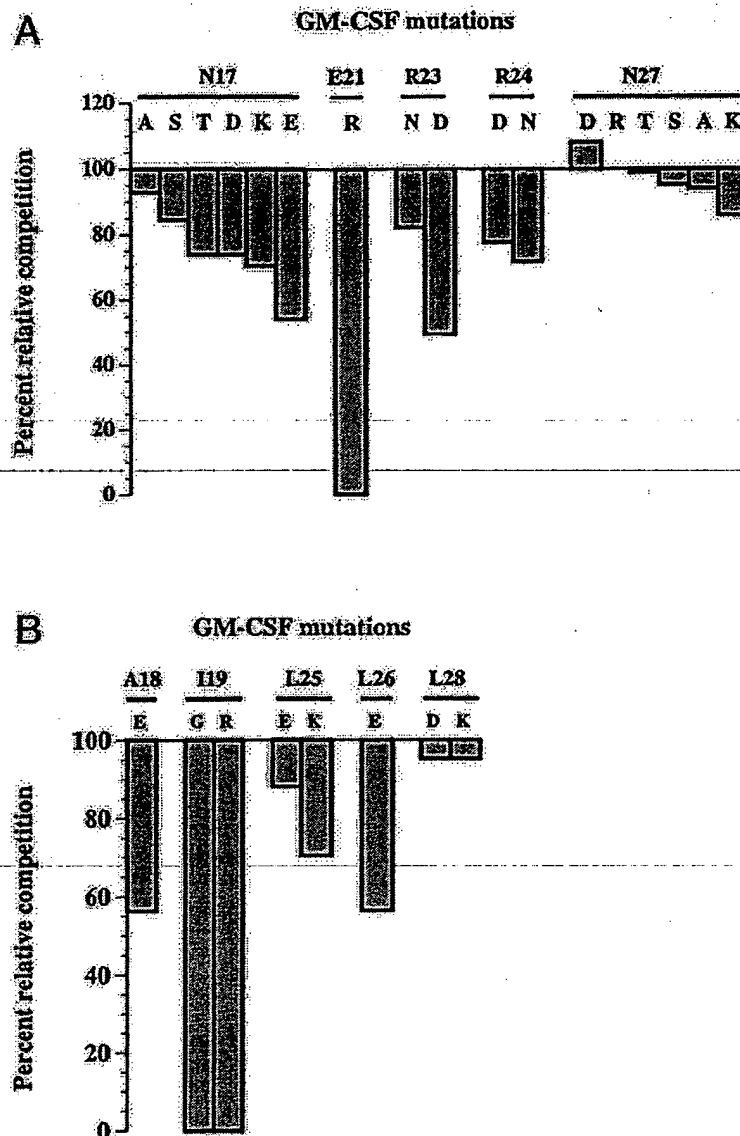 A
GM-CSF mutations
N17 E21 R23 R24 N27
A S T D K E R N D D N D R T S A K
120
100
80
60
40
20
0
Percent relative competition
B
GM-CSF mutations
A18 I19 L25 L26 L28
E G R E K E D K
100
80
60
40
20
0
Percent relative competition